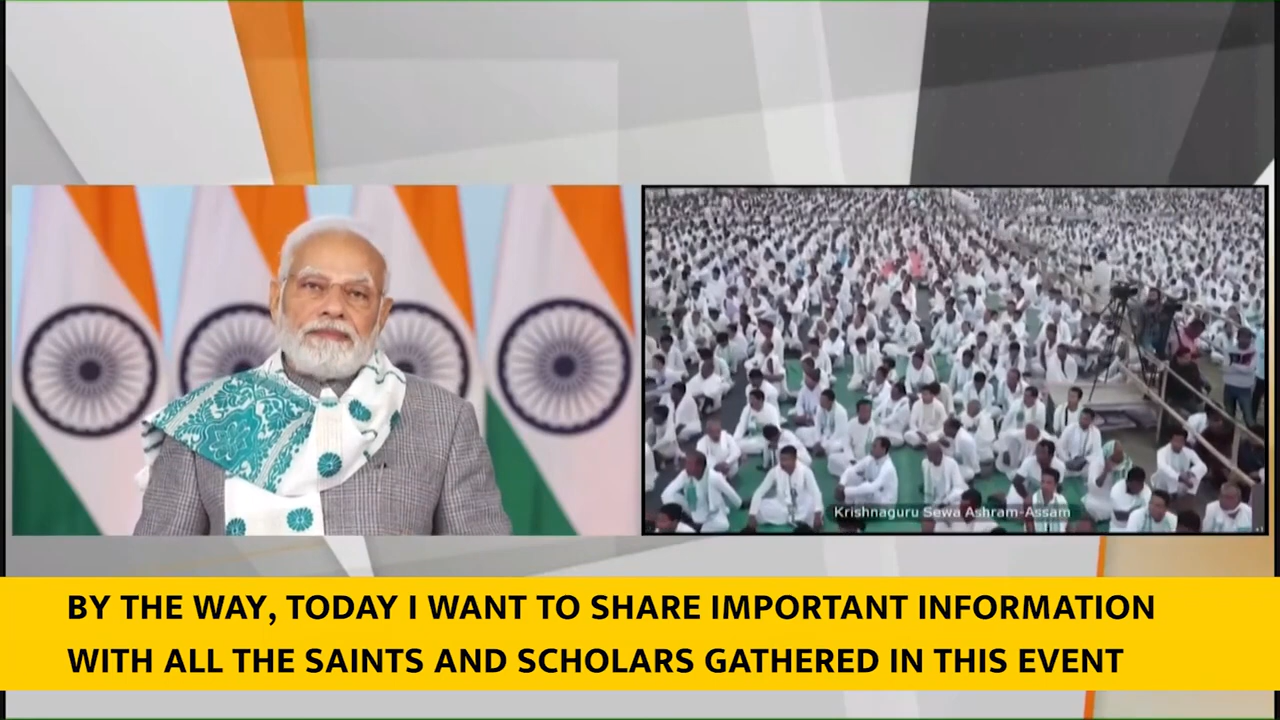 Krishnaguru Sewa Ashram-Assam
BY THE WAY, TODAY I WANT TO SHARE IMPORTANT INFORMATION
WITH ALL THE SAINTS AND SCHOLARS GATHERED IN THIS EVENT